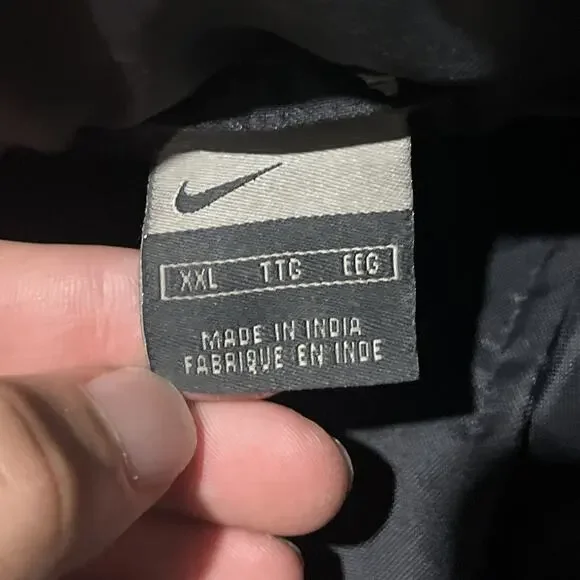 XXL TTG EEG
MADE IN INDIA
FABRIQUE EN INDE